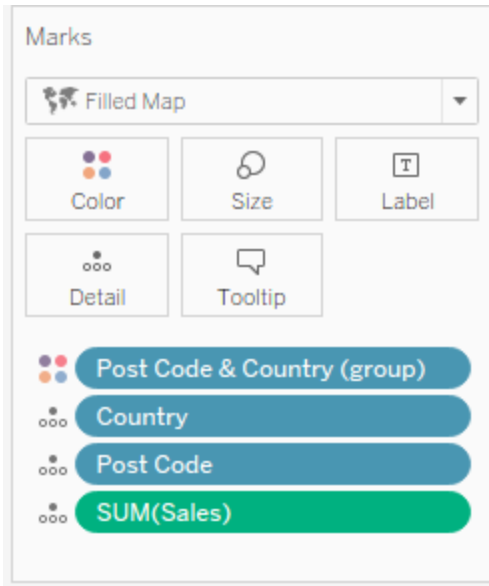 Marks
Filled Map
Color Size Label
Detail Tooltip
Post Code & Country (group)
Country
Post Code
SUM(Sales)